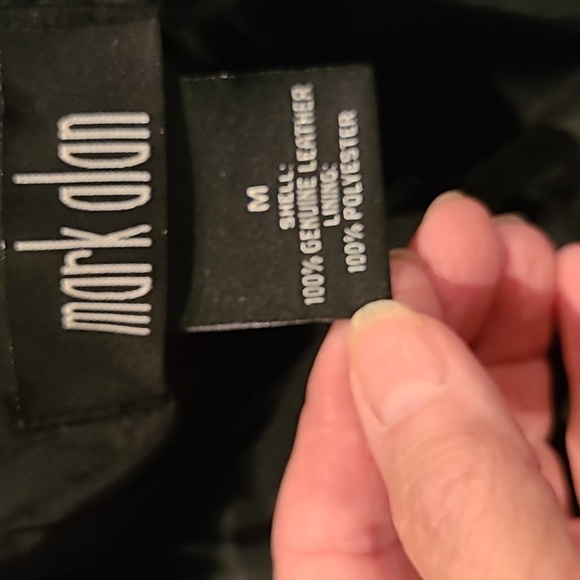 mark alan
M
SHELL:
100% GENUINE LEATHER
LINING:
100% POLYESTER